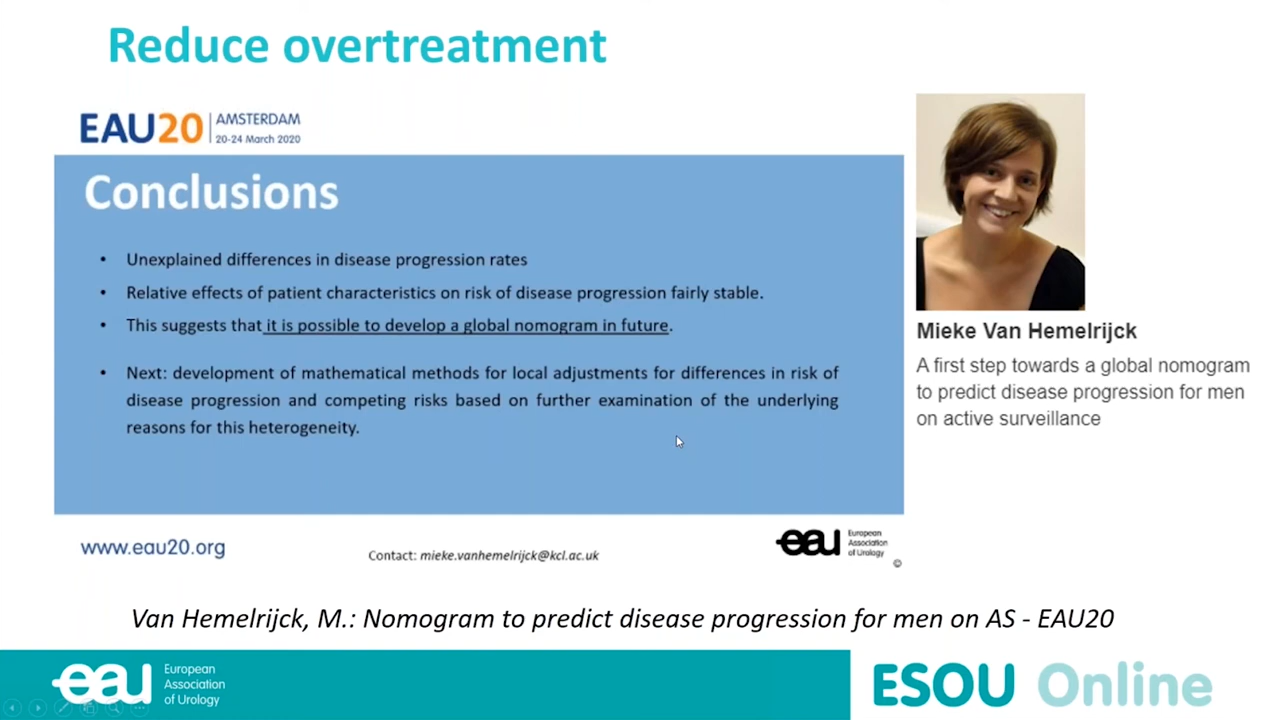 Reduce overtreatment
EAU20 AMSTERDAM
20-24 March 2020
Conclusions
• Unexplained differences in disease progression rates
• Relative effects of patient characteristics on risk of disease progression fairly stable.
• This suggests that it is possible to develop a global nomogram in future.
• Next: development of mathematical methods for local adjustments for differences in risk of
disease progression and competing risks based on further examination of the underlying
reasons for this heterogeneity.
www.eau20.org
Contact: mieke.vanhemelrijck@kcl.ac.uk
eau European
Association
of Urology
©
Mieke Van Hemelrijck
A first step towards a global nomogram
to predict disease progression for men
on active surveillance
Van Hemelrijck, M.: Nomogram to predict disease progression for men on AS - EAU20
eau European
Association
of Urology
ESOU Online